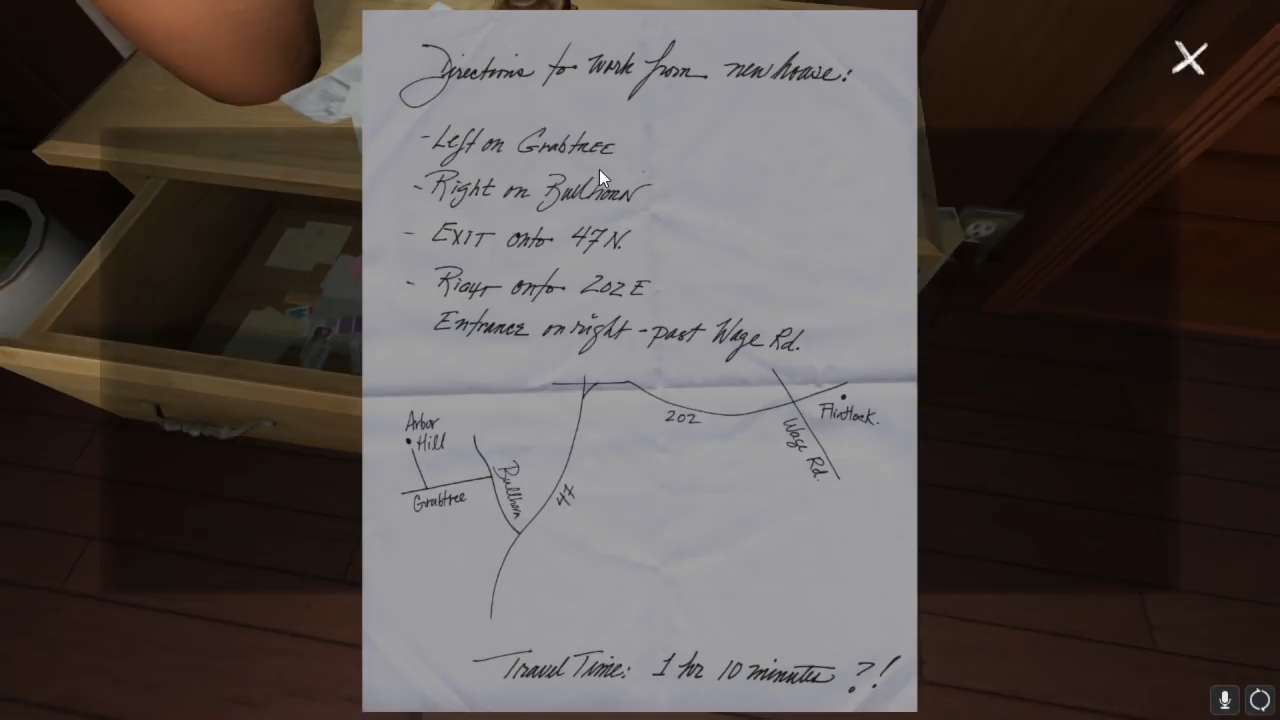 Directions to work from new house:
- Left on Grabtree
- Right on Bullhorn
- Exit onto 47 N.
- Right onto 202 E
Entrance on right - past Wage Rd.
202
Flintlock.
Arbor
Hill
Wage Rd.
Bullhorn
47
Grabtree
Travel Time: 1 hr 10 minutes ?!